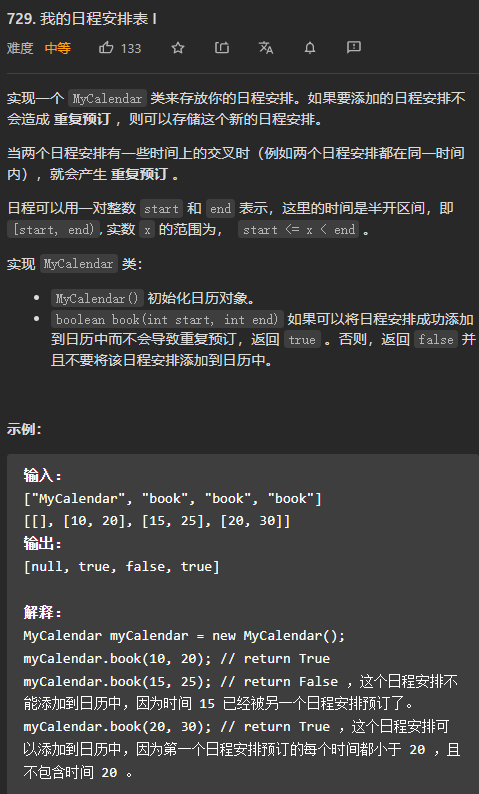 729. 我的日程安排表 I
难度 中等 133
实现一个 MyCalendar 类来存放你的日程安排。如果要添加的日程安排不
会造成 重复预订 ，则可以存储这个新的日程安排。
当两个日程安排有一些时间上的交叉时（例如两个日程安排都在同一时间
内），就会产生 重复预订 。
日程可以用一对整数 start 和 end 表示，这里的时间是半开区间，即
[start, end), 实数 x 的范围为， start <= x < end 。
实现 MyCalendar 类：
• MyCalendar() 初始化日历对象。
• boolean book(int start, int end) 如果可以将日程安排成功添加
到日历中而不会导致重复预订，返回 true 。否则，返回 false 并
且不要将该日程安排添加到日历中。
示例：
输入：
["MyCalendar", "book", "book", "book"]
[[], [10, 20], [15, 25], [20, 30]]
输出：
[null, true, false, true]
解释：
MyCalendar myCalendar = new MyCalendar();
myCalendar.book(10, 20); // return True
myCalendar.book(15, 25); // return False ，这个日程安排不
能添加到日历中，因为时间 15 已经被另一个日程安排预订了。
myCalendar.book(20, 30); // return True ，这个日程安排可
以添加到日历中，因为第一个日程安排预订的每个时间都小于 20 ，且
不包含时间 20 。